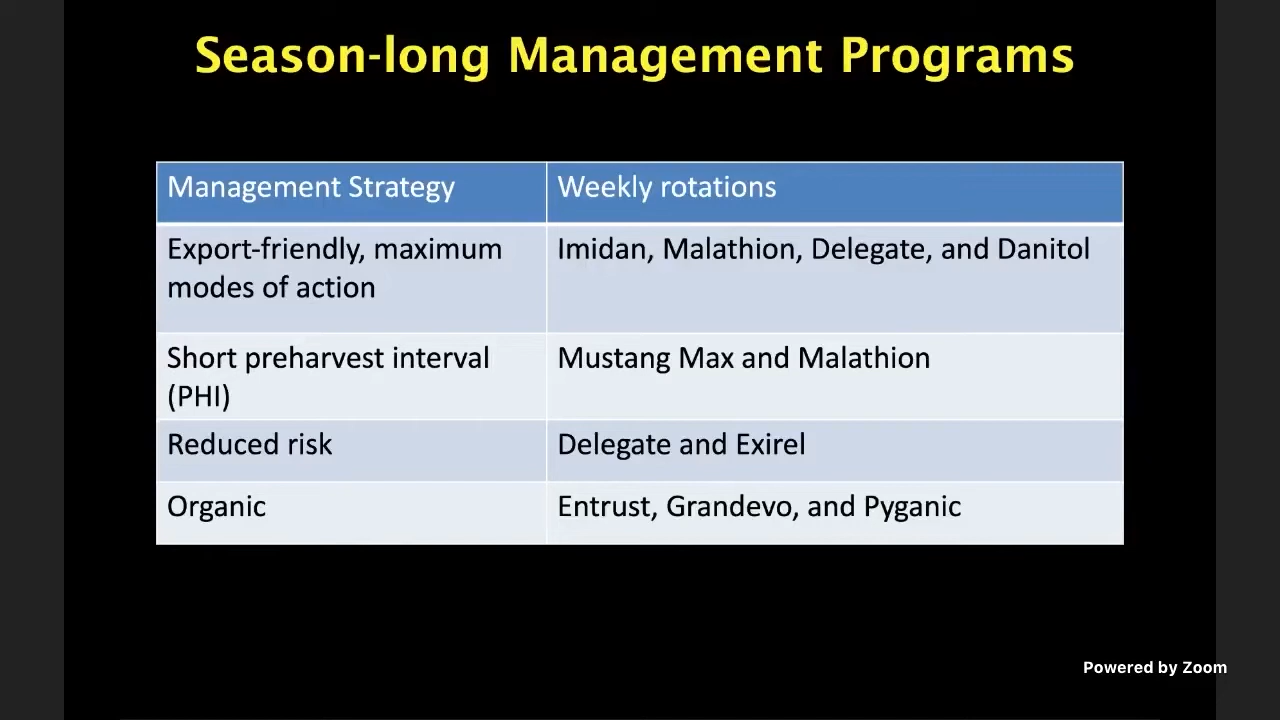 Season-long Management Programs
Management Strategy
Weekly rotations
Export-friendly, maximum
modes of action
Imidan, Malathion, Delegate, and Danitol
Short preharvest interval
(PHI)
Mustang Max and Malathion
Reduced risk
Delegate and Exirel
Organic
Entrust, Grandevo, and Pyganic
Powered by Zoom